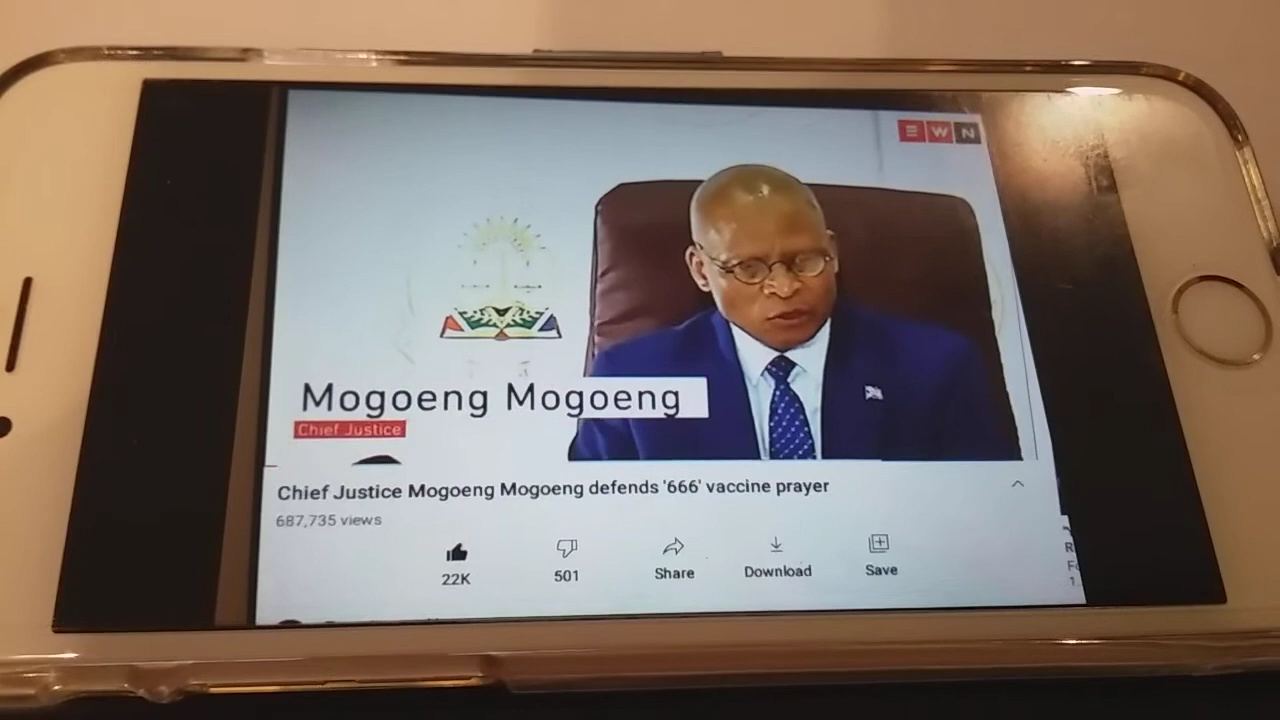 EWN
Mogoeng Mogoeng
Chief Justice
Chief Justice Mogoeng Mogoeng defends '666' vaccine prayer
687,735 views
22K
501
Share
Download
Save